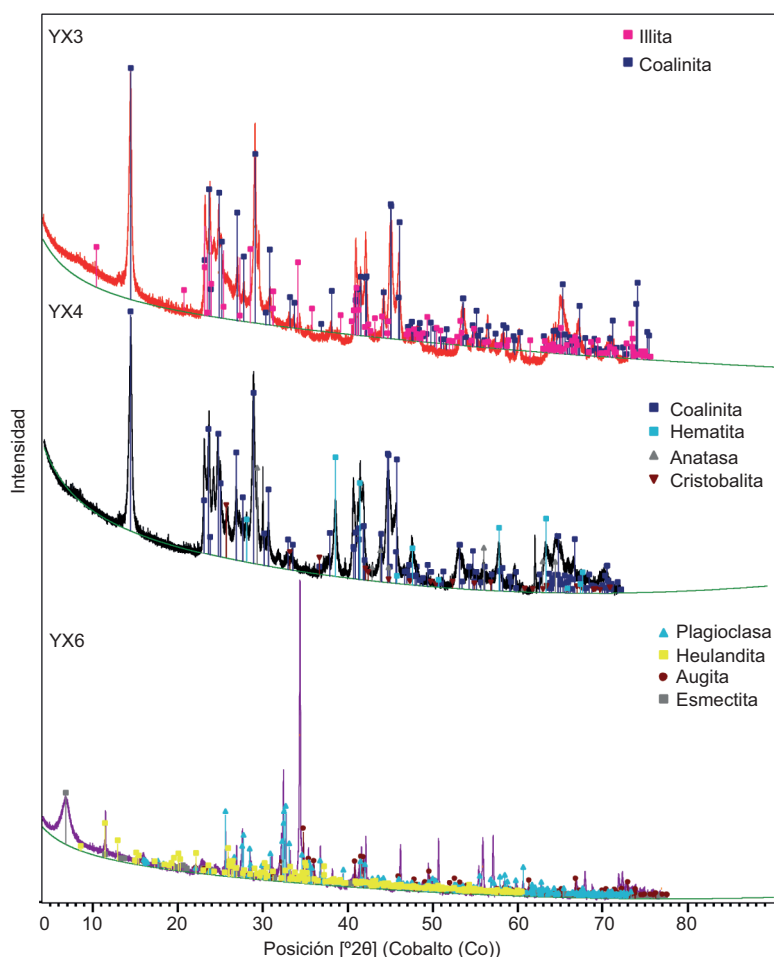 YX3
Illita
Coalinita
YX4
Coalinita
Hematita
Anatasa
Cristobalita
YX6
Plagioclasa
Heulandita
Augita
Esmectita
Intensidad
0 10 20 30 40 50 60 70 80
Posición [º2θ] (Cobalto (Co))